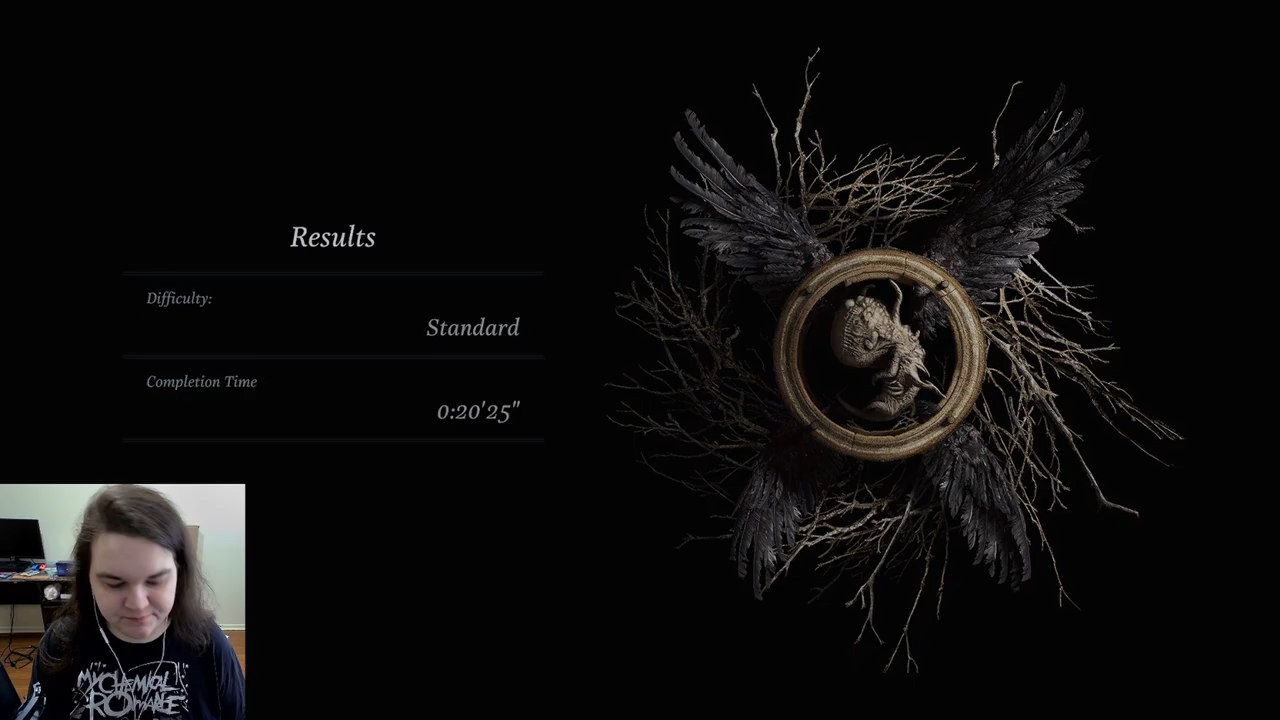 Results
Difficulty:
Standard
Completion Time
0:20'25"
MY CHEMICAL
ROMANCE